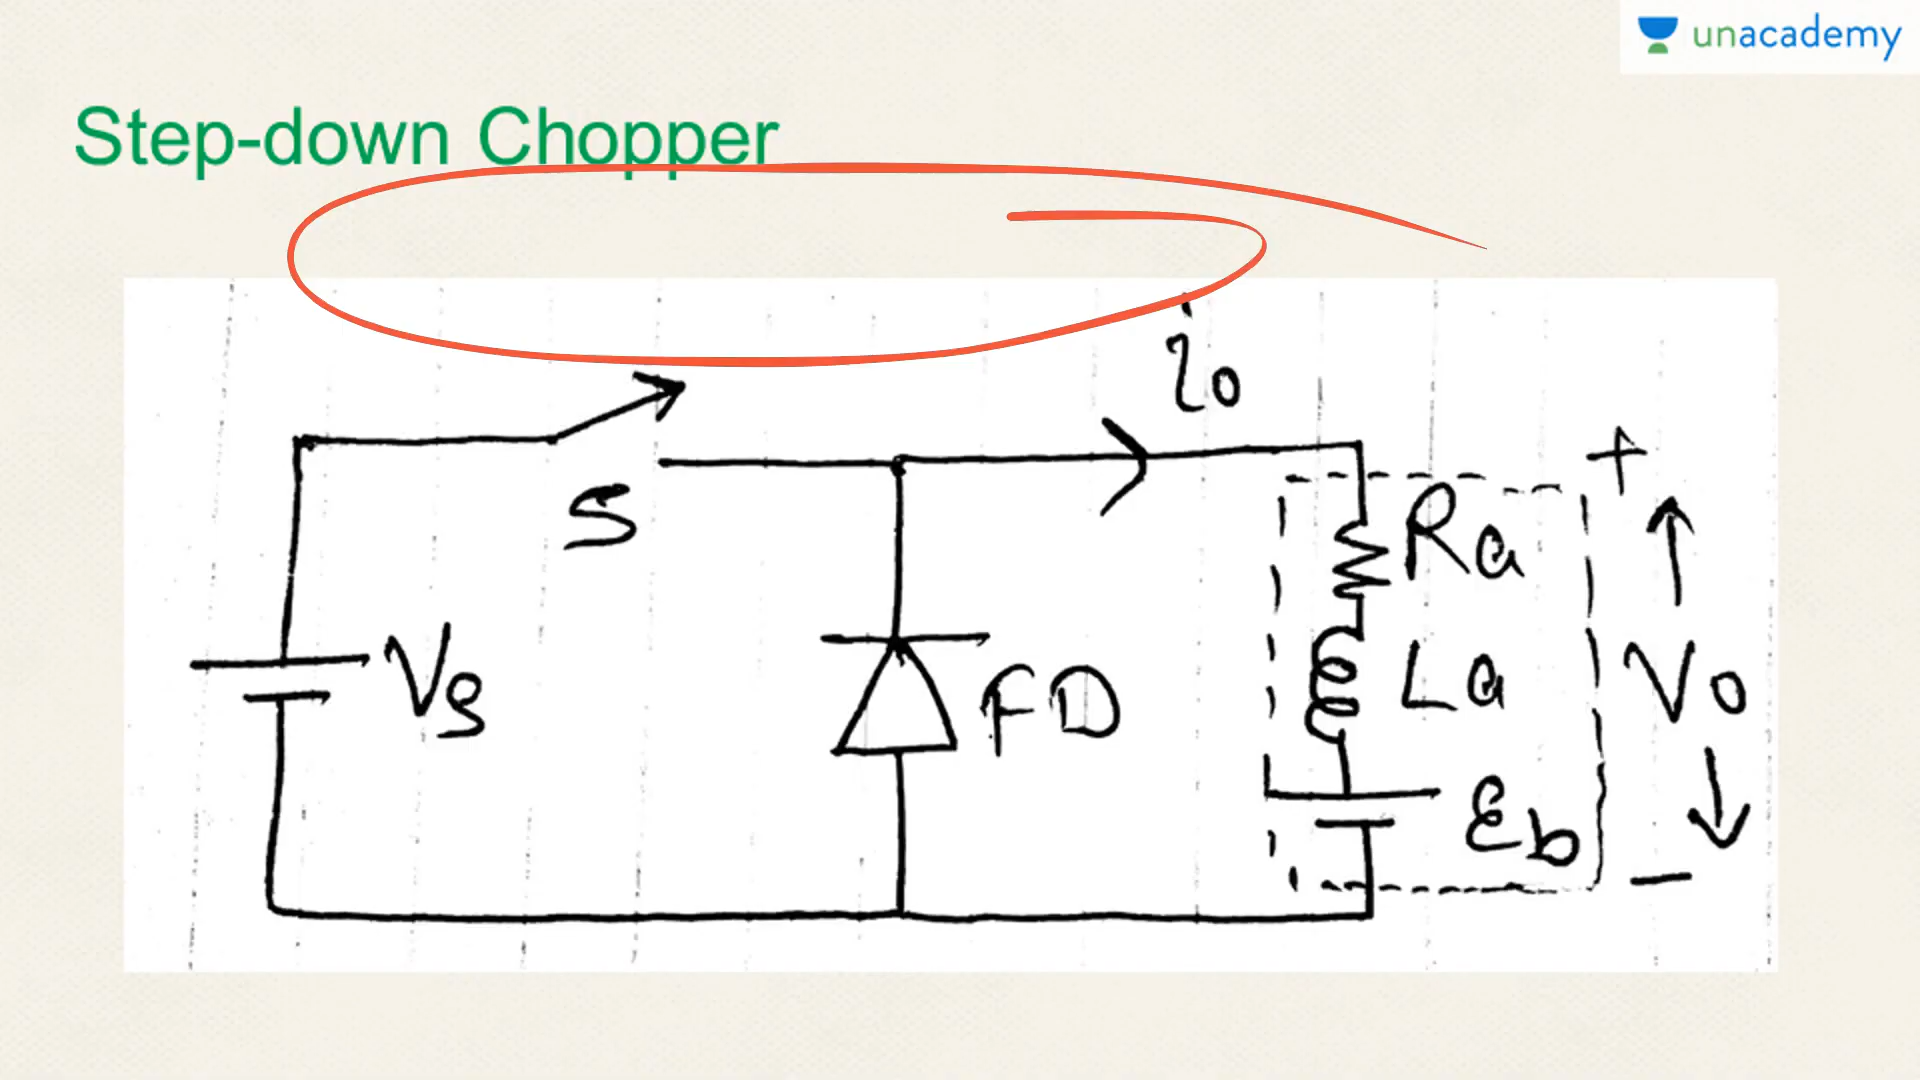 unacademy
Step-down Chopper
io
+
S
Ra
Vs
FD
La
Vo
Eb
−